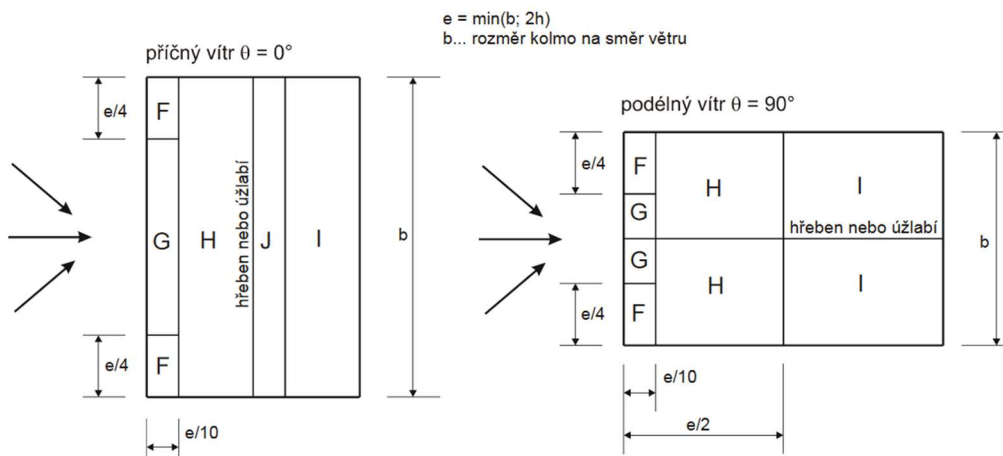 e = min(b; 2h)
b... rozměr kolmo na směr větru
příčný vítr θ = 0°
e/4
F
G
H
hřeben nebo úžlabí
J
I
b
e/4
F
e/10
podélný vítr θ = 90°
e/4
F
H
I
G
hřeben nebo úžlabí
b
G
H
I
e/4
F
e/10
e/2